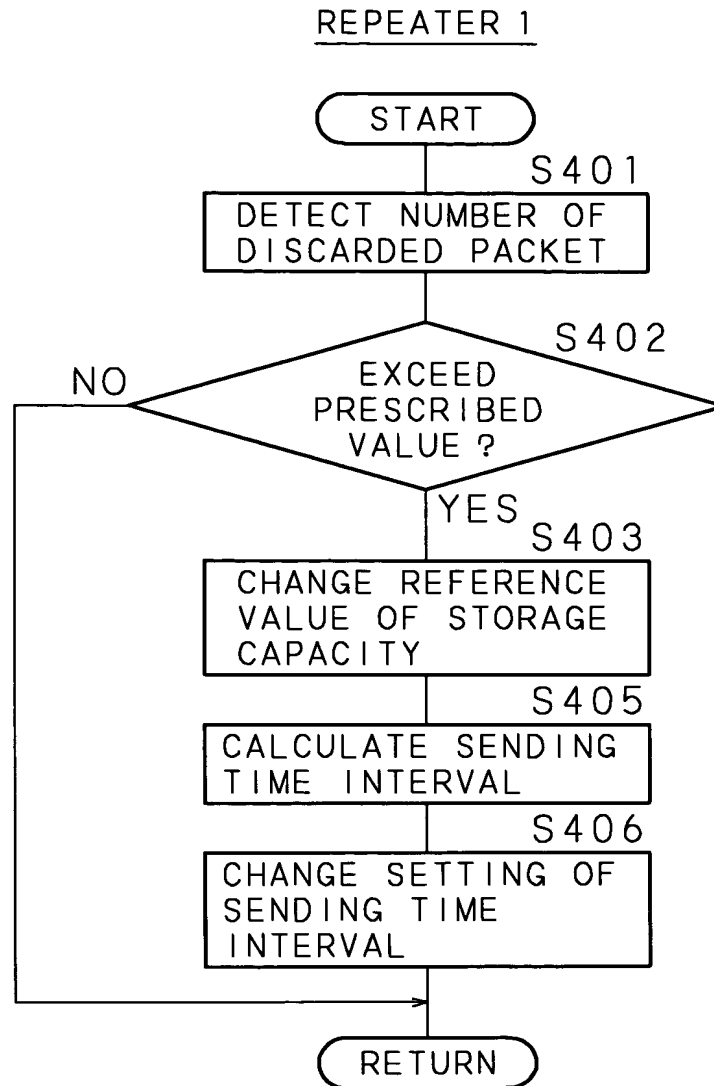 REPEATER 1
START
S401
DETECT NUMBER OF
DISCARDED PACKET
S402
NO
EXCEED
PRESCRIBED
VALUE?
YES
S403
CHANGE REFERENCE
VALUE OF STORAGE
CAPACITY
S405
CALCULATE SENDING
TIME INTERVAL
S406
CHANGE SETTING OF
SENDING TIME
INTERVAL
RETURN